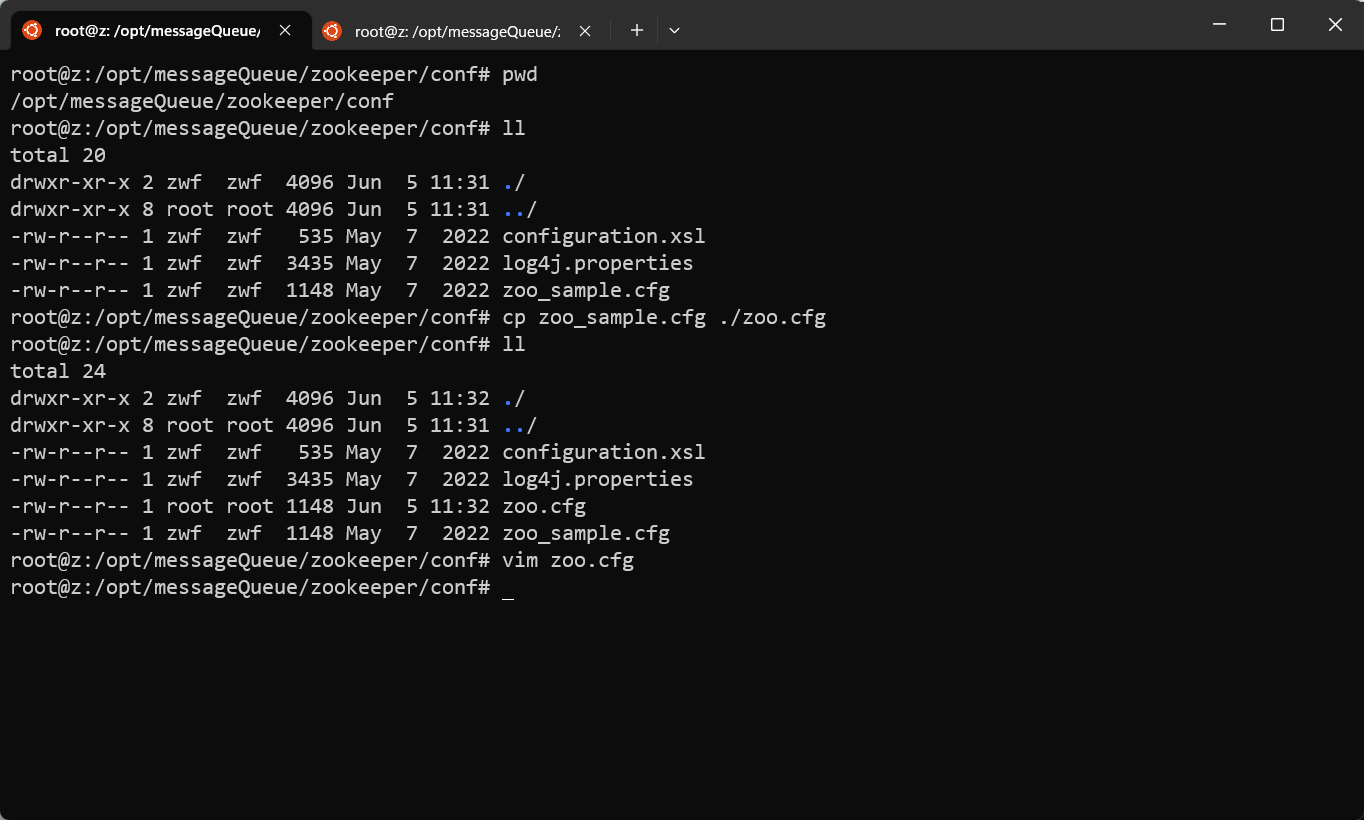 root@z: /opt/messageQueue/ root@z: /opt/messageQueue/z
root@z:/opt/messageQueue/zookeeper/conf# pwd
/opt/messageQueue/zookeeper/conf
root@z:/opt/messageQueue/zookeeper/conf# ll
total 20
drwxr-xr-x 2 zwf  zwf  4096 Jun  5 11:31 ./
drwxr-xr-x 8 root root 4096 Jun  5 11:31 ../
-rw-r--r-- 1 zwf  zwf   535 May  7  2022 configuration.xsl
-rw-r--r-- 1 zwf  zwf  3435 May  7  2022 log4j.properties
-rw-r--r-- 1 zwf  zwf  1148 May  7  2022 zoo_sample.cfg
root@z:/opt/messageQueue/zookeeper/conf# cp zoo_sample.cfg ./zoo.cfg
root@z:/opt/messageQueue/zookeeper/conf# ll
total 24
drwxr-xr-x 2 zwf  zwf  4096 Jun  5 11:32 ./
drwxr-xr-x 8 root root 4096 Jun  5 11:31 ../
-rw-r--r-- 1 zwf  zwf   535 May  7  2022 configuration.xsl
-rw-r--r-- 1 zwf  zwf  3435 May  7  2022 log4j.properties
-rw-r--r-- 1 root root 1148 Jun  5 11:32 zoo.cfg
-rw-r--r-- 1 zwf  zwf  1148 May  7  2022 zoo_sample.cfg
root@z:/opt/messageQueue/zookeeper/conf# vim zoo.cfg
root@z:/opt/messageQueue/zookeeper/conf# _